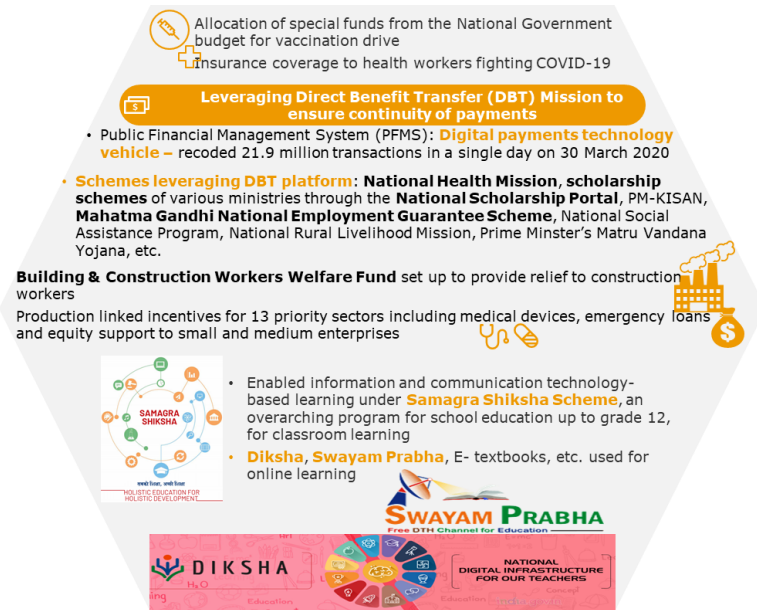 Allocation of special funds from the National Government
budget for vaccination drive
Insurance coverage to health workers fighting COVID-19
Leveraging Direct Benefit Transfer (DBT) Mission to
ensure continuity of payments
• Public Financial Management System (PFMS): Digital payments technology
vehicle – recoded 21.9 million transactions in a single day on 30 March 2020
• Schemes leveraging DBT platform: National Health Mission, scholarship
schemes of various ministries through the National Scholarship Portal, PM-KISAN,
Mahatma Gandhi National Employment Guarantee Scheme, National Social
Assistance Program, National Rural Livelihood Mission, Prime Minster's Matru Vandana
Yojana, etc.
Building & Construction Workers Welfare Fund set up to provide relief to construction
workers
Production linked incentives for 13 priority sectors including medical devices, emergency loans
and equity support to small and medium enterprises
$
$
• Enabled information and communication technology-
based learning under Samagra Shiksha Scheme, an
overarching program for school education up to grade 12,
for classroom learning
• Diksha, Swayam Prabha, E- textbooks, etc. used for
online learning
SAMAGRA
SHIKSHA
सबको शिक्षा, अच्छी शिक्षा
HOLISTIC EDUCATION FOR
HOLISTIC DEVELOPMENT
SWAYAM PRABHA
Free DTH Channel for Education
DIKSHA
NATIONAL
DIGITAL INFRASTRUCTURE
FOR OUR TEACHERS
H₂O
Education
Education
Concept